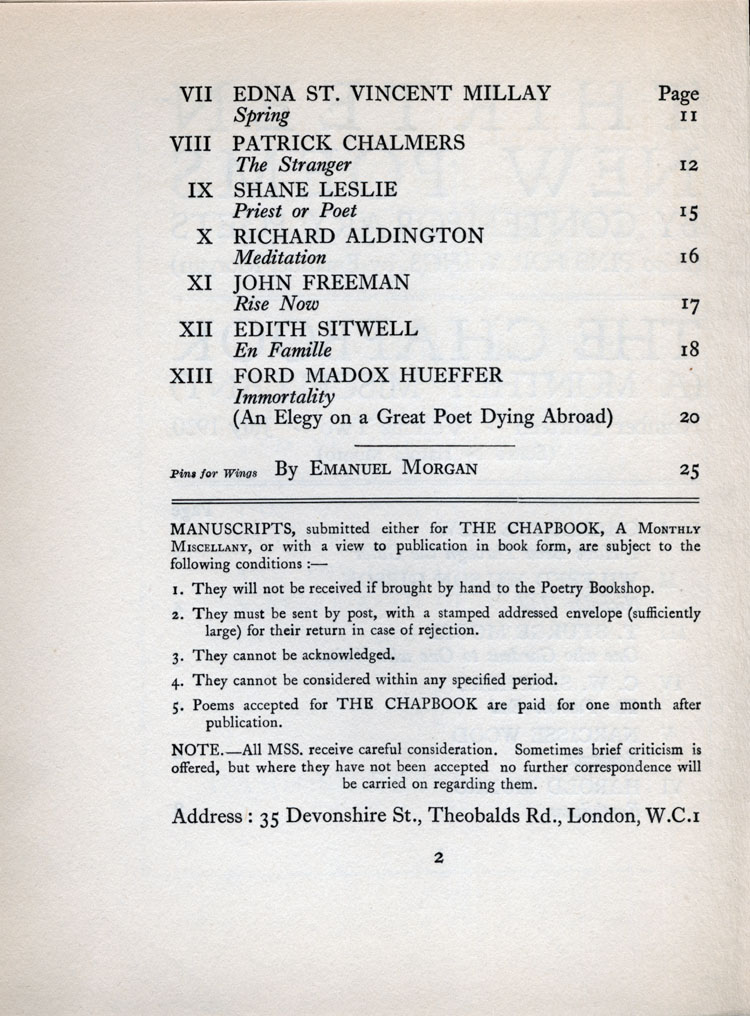 VII EDNA ST. VINCENT MILLAY Page
Spring 11
VIII PATRICK CHALMERS
The Stranger 12
IX SHANE LESLIE
Priest or Poet 15
X RICHARD ALDINGTON
Meditation 16
XI JOHN FREEMAN
Rise Now 17
XII EDITH SITWELL
En Famille 18
XIII FORD MADOX HUEFFER
Immortality
(An Elegy on a Great Poet Dying Abroad) 20
Pins for Wings By EMANUEL MORGAN 25
MANUSCRIPTS, submitted either for THE CHAPBOOK, A MONTHLY
MISCELLANY, or with a view to publication in book form, are subject to the
following conditions :—
1. They will not be received if brought by hand to the Poetry Bookshop.
2. They must be sent by post, with a stamped addressed envelope (sufficiently
large) for their return in case of rejection.
3. They cannot be acknowledged.
4. They cannot be considered within any specified period.
5. Poems accepted for THE CHAPBOOK are paid for one month after
publication.
NOTE.—All MSS. receive careful consideration. Sometimes brief criticism is
offered, but where they have not been accepted no further correspondence will
be carried on regarding them.
Address : 35 Devonshire St., Theobalds Rd., London, W.C.1
2